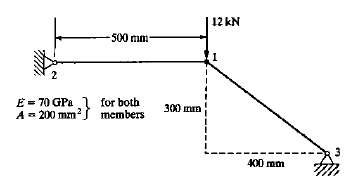 12 kN
500 mm
1
2
E = 70 GPa } for both
A = 200 mm² } members
300 mm
3
400 mm